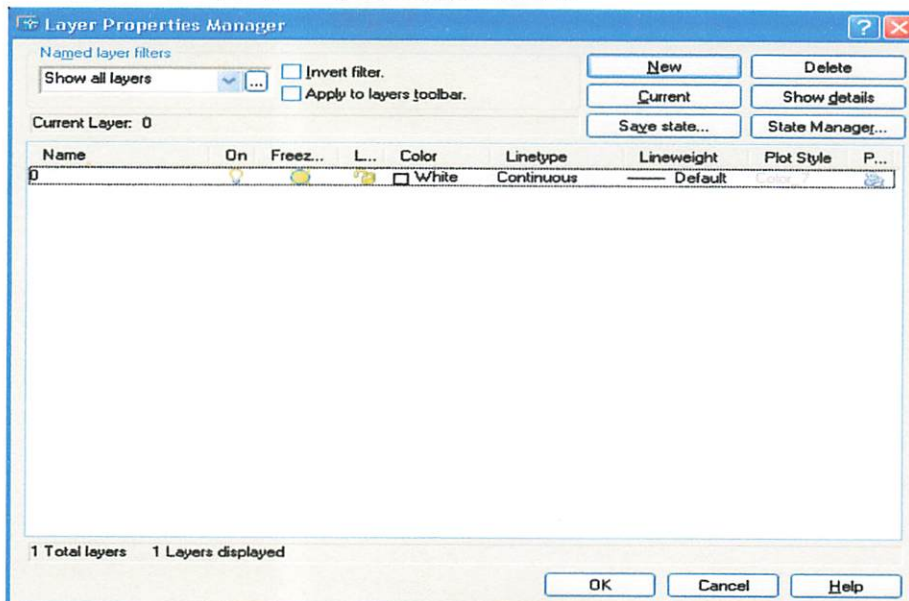 Layer Properties Manager
Named layer filters
Show all layers
...
Invert filter.
Apply to layers toolbar.
New
Delete
Current
Show details
Save state...
State Manager...
Current Layer: 0
Name On Freez... L... Color Linetype Lineweight Plot Style P...
0 White Continuous Default Color_7
1 Total layers 1 Layers displayed
OK Cancel Help